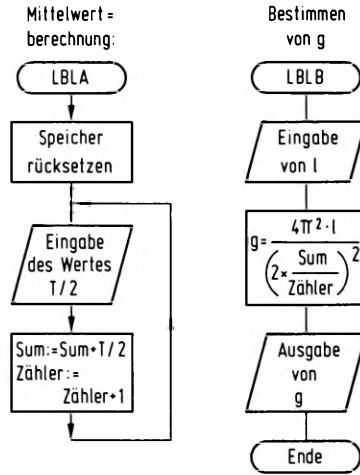 Mittelwert=
berechnung:
LBLA
Speicher
rücksetzen
Eingabe
des Wertes
T/2
Sum:=Sum+T/2
Zähler:=
Zähler+1
Bestimmen
von g
LBLB
Eingabe
von l
g= 4π²·l
(2× Sum
Zähler)²
Ausgabe
von
g
Ende